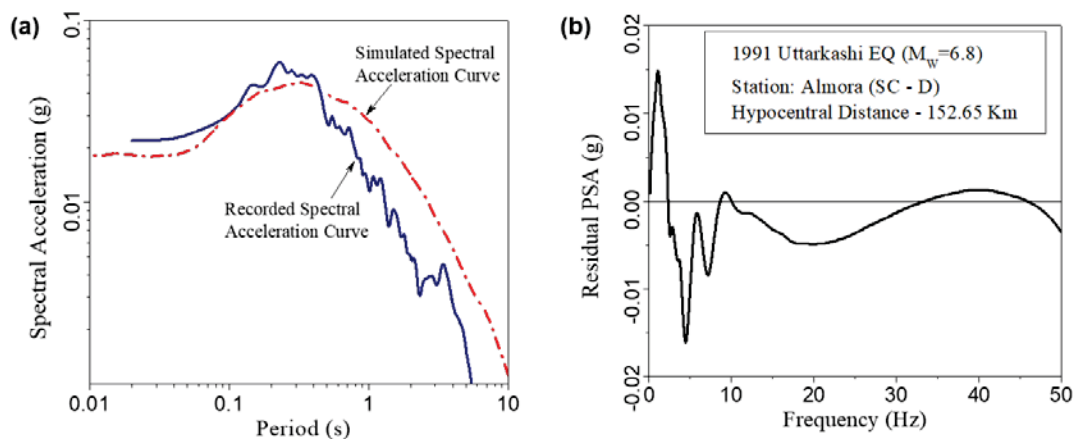 (a)
0.1
0.01
Spectral Acceleration (g)
Simulated Spectral
Acceleration Curve
Recorded Spectral
Acceleration Curve
0.01
0.1
1
10
Period (s)
(b)
0.02
0.01
0.00
-0.01
-0.02
Residual PSA (g)
1991 Uttarkashi EQ (MW=6.8)
Station: Almora (SC - D)
Hypocentral Distance - 152.65 Km
0
10
20
30
40
50
Frequency (Hz)